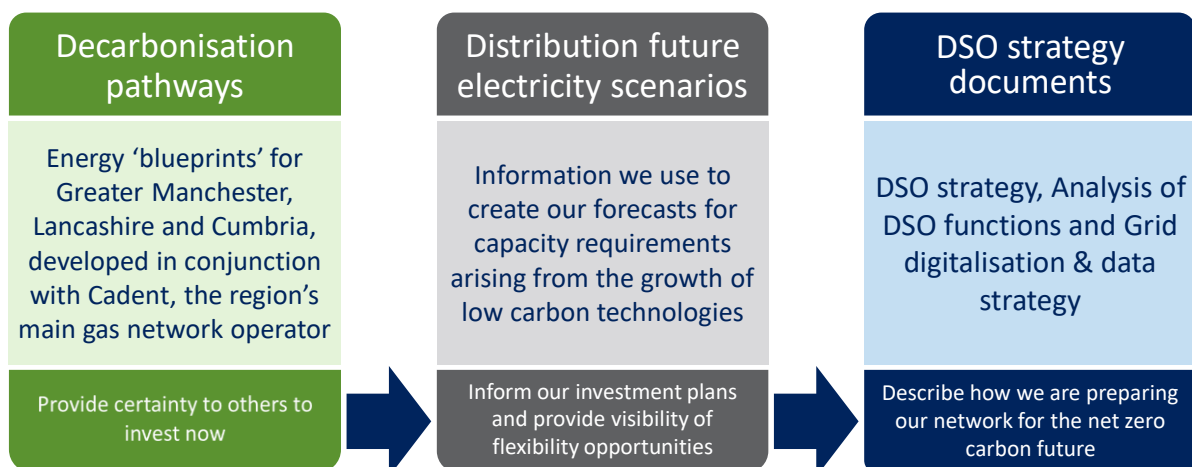 Decarbonisation
pathways
Energy ‘blueprints’ for
Greater Manchester,
Lancashire and Cumbria,
developed in conjunction
with Cadent, the region’s
main gas network operator
Provide certainty to others to
invest now
Distribution future
electricity scenarios
Information we use to
create our forecasts for
capacity requirements
arising from the growth of
low carbon technologies
Inform our investment plans
and provide visibility of
flexibility opportunities
DSO strategy
documents
DSO strategy, Analysis of
DSO functions and Grid
digitalisation & data
strategy
Describe how we are preparing
our network for the net zero
carbon future